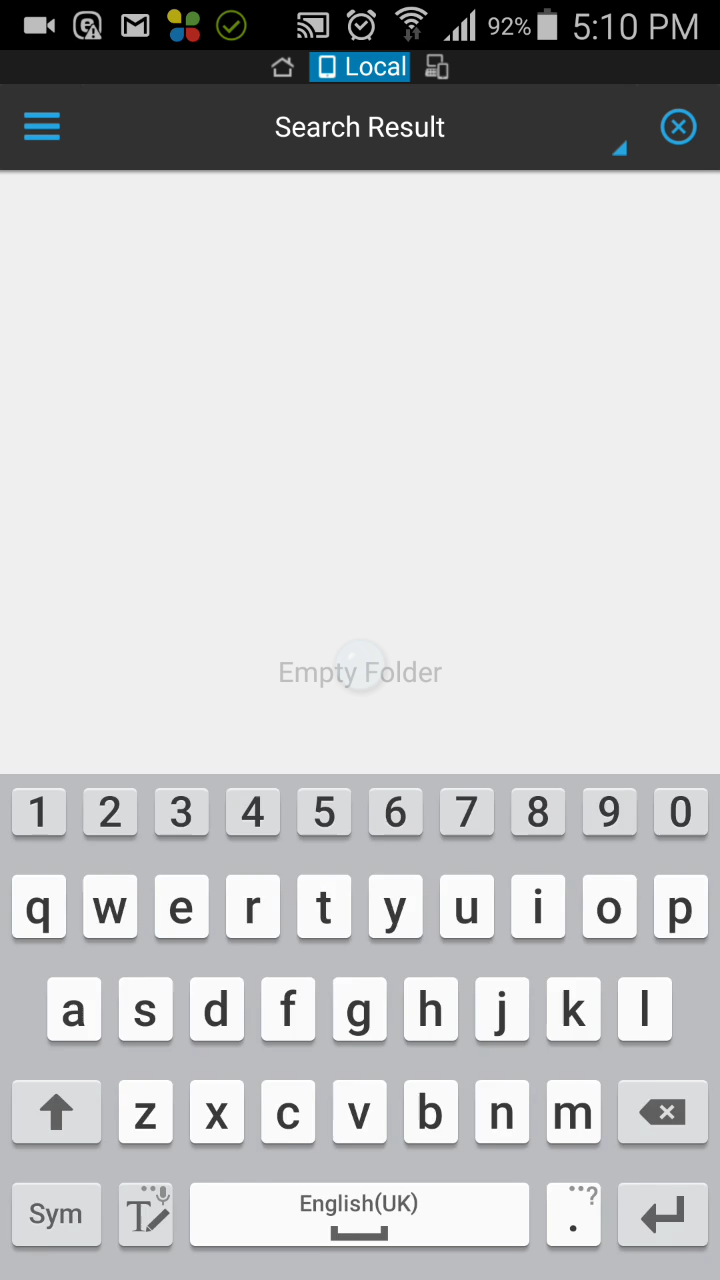 92% 5:10 PM
Local
Search Result
Empty Folder
1 2 3 4 5 6 7 8 9 0
q w e r t y u i o p
a s d f g h j k l
z x c v b n m
Sym T English(UK) . ?